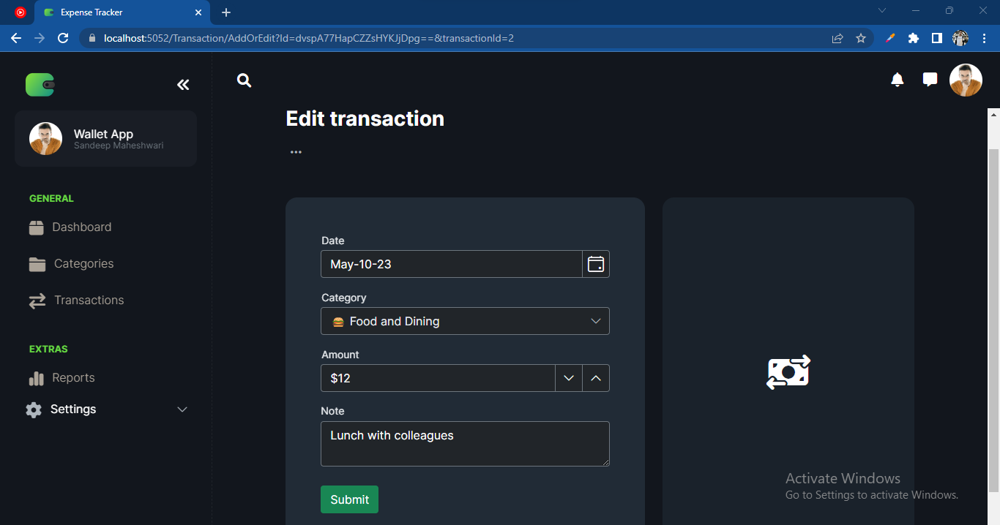 Expense Tracker
localhost:5052/Transaction/AddOrEdit?Id=dvspA77HapCZZsHYKJjDpg==&transactionId=2
Wallet App
Sandeep Maheshwari
GENERAL
Dashboard
Categories
Transactions
EXTRAS
Reports
Settings
Edit transaction
...
Date
May-10-23
Category
Food and Dining
Amount
$12
Note
Lunch with colleagues
Submit
Activate Windows
Go to Settings to activate Windows.